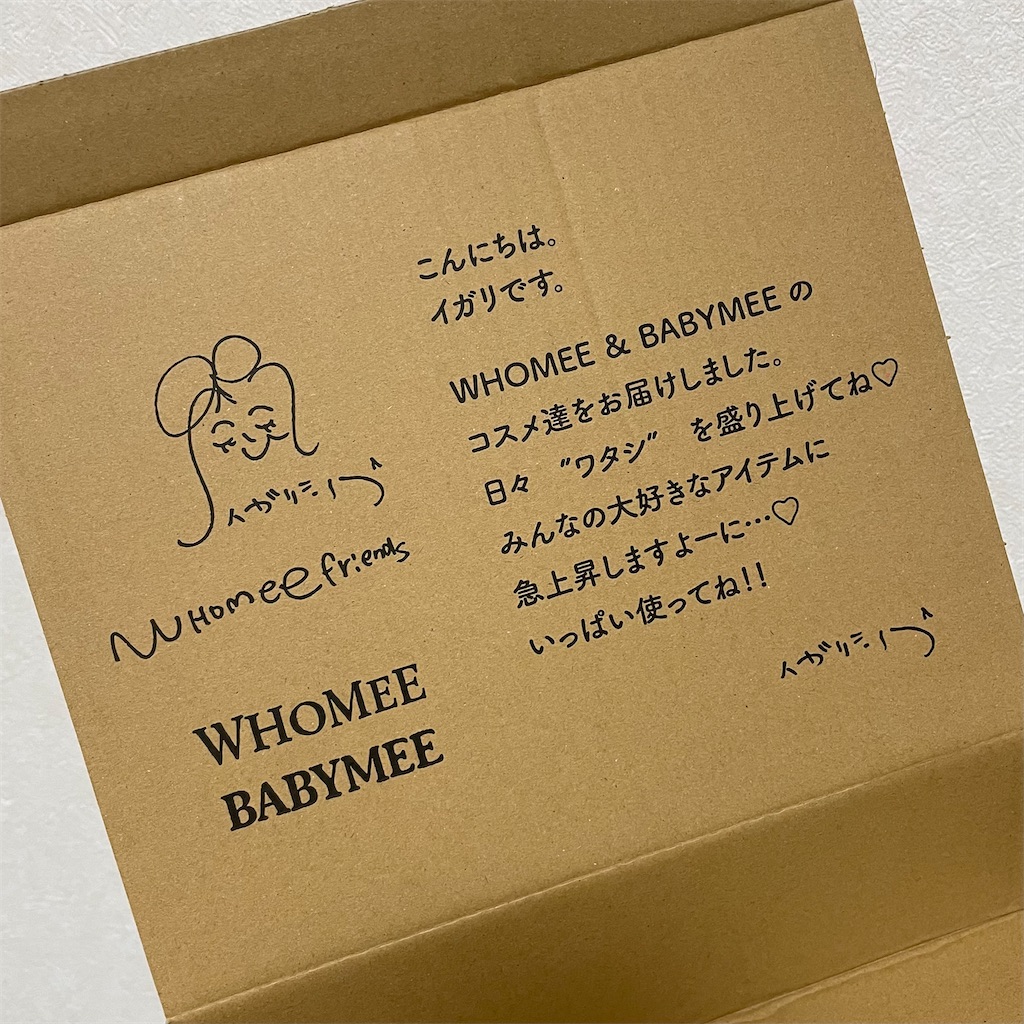 こんにちは。
イガリです。
WHOMEE & BABYMEE の
コスメ達をお届けしました。
日々 "ワタシ" を盛り上げてね♡
みんなの大好きなアイテムに
急上昇しますよーに…♡
いっぱい使ってね!!
イガリシノブ
イガリシノブ
WHOMEE friends
WHOMEE
BABYMEE